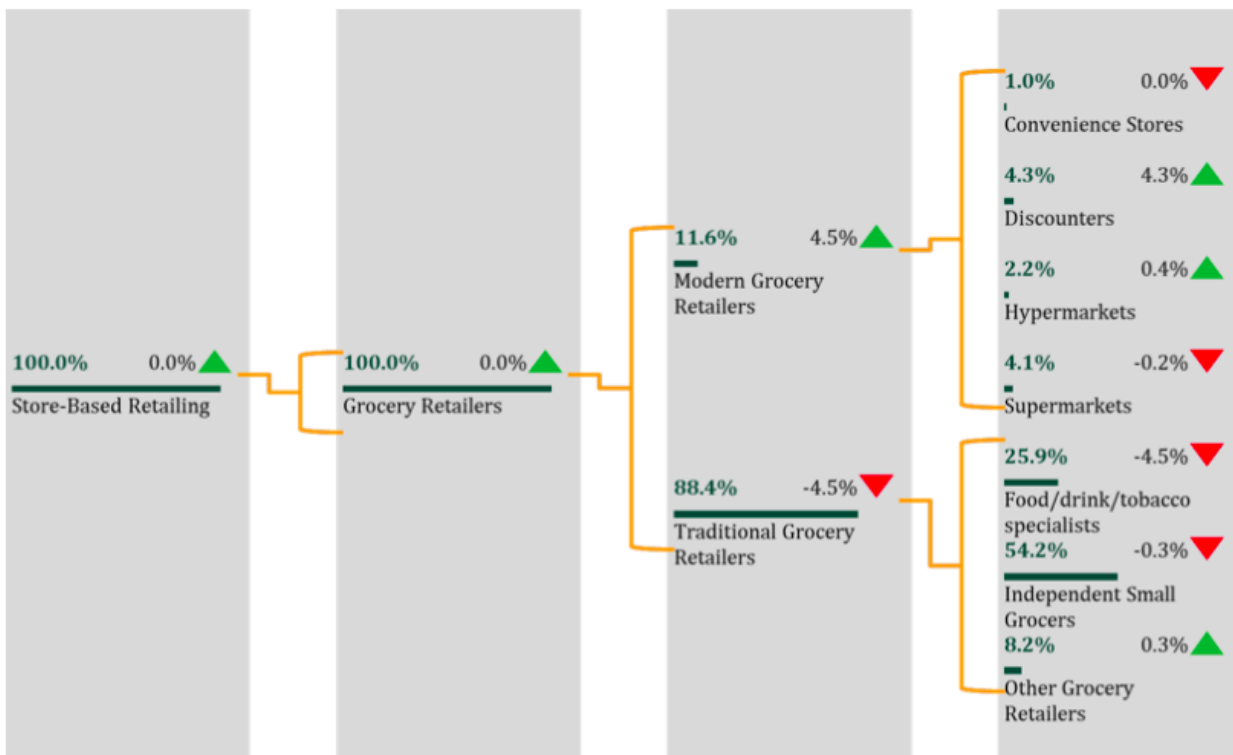 100.0% 0.0%
Store-Based Retailing
100.0% 0.0%
Grocery Retailers
11.6% 4.5%
Modern Grocery
Retailers
88.4% -4.5%
Traditional Grocery
Retailers
1.0% 0.0%
Convenience Stores
4.3% 4.3%
Discounters
2.2% 0.4%
Hypermarkets
4.1% -0.2%
Supermarkets
25.9% -4.5%
Food/drink/tobacco
specialists
54.2% -0.3%
Independent Small
Grocers
8.2% 0.3%
Other Grocery
Retailers